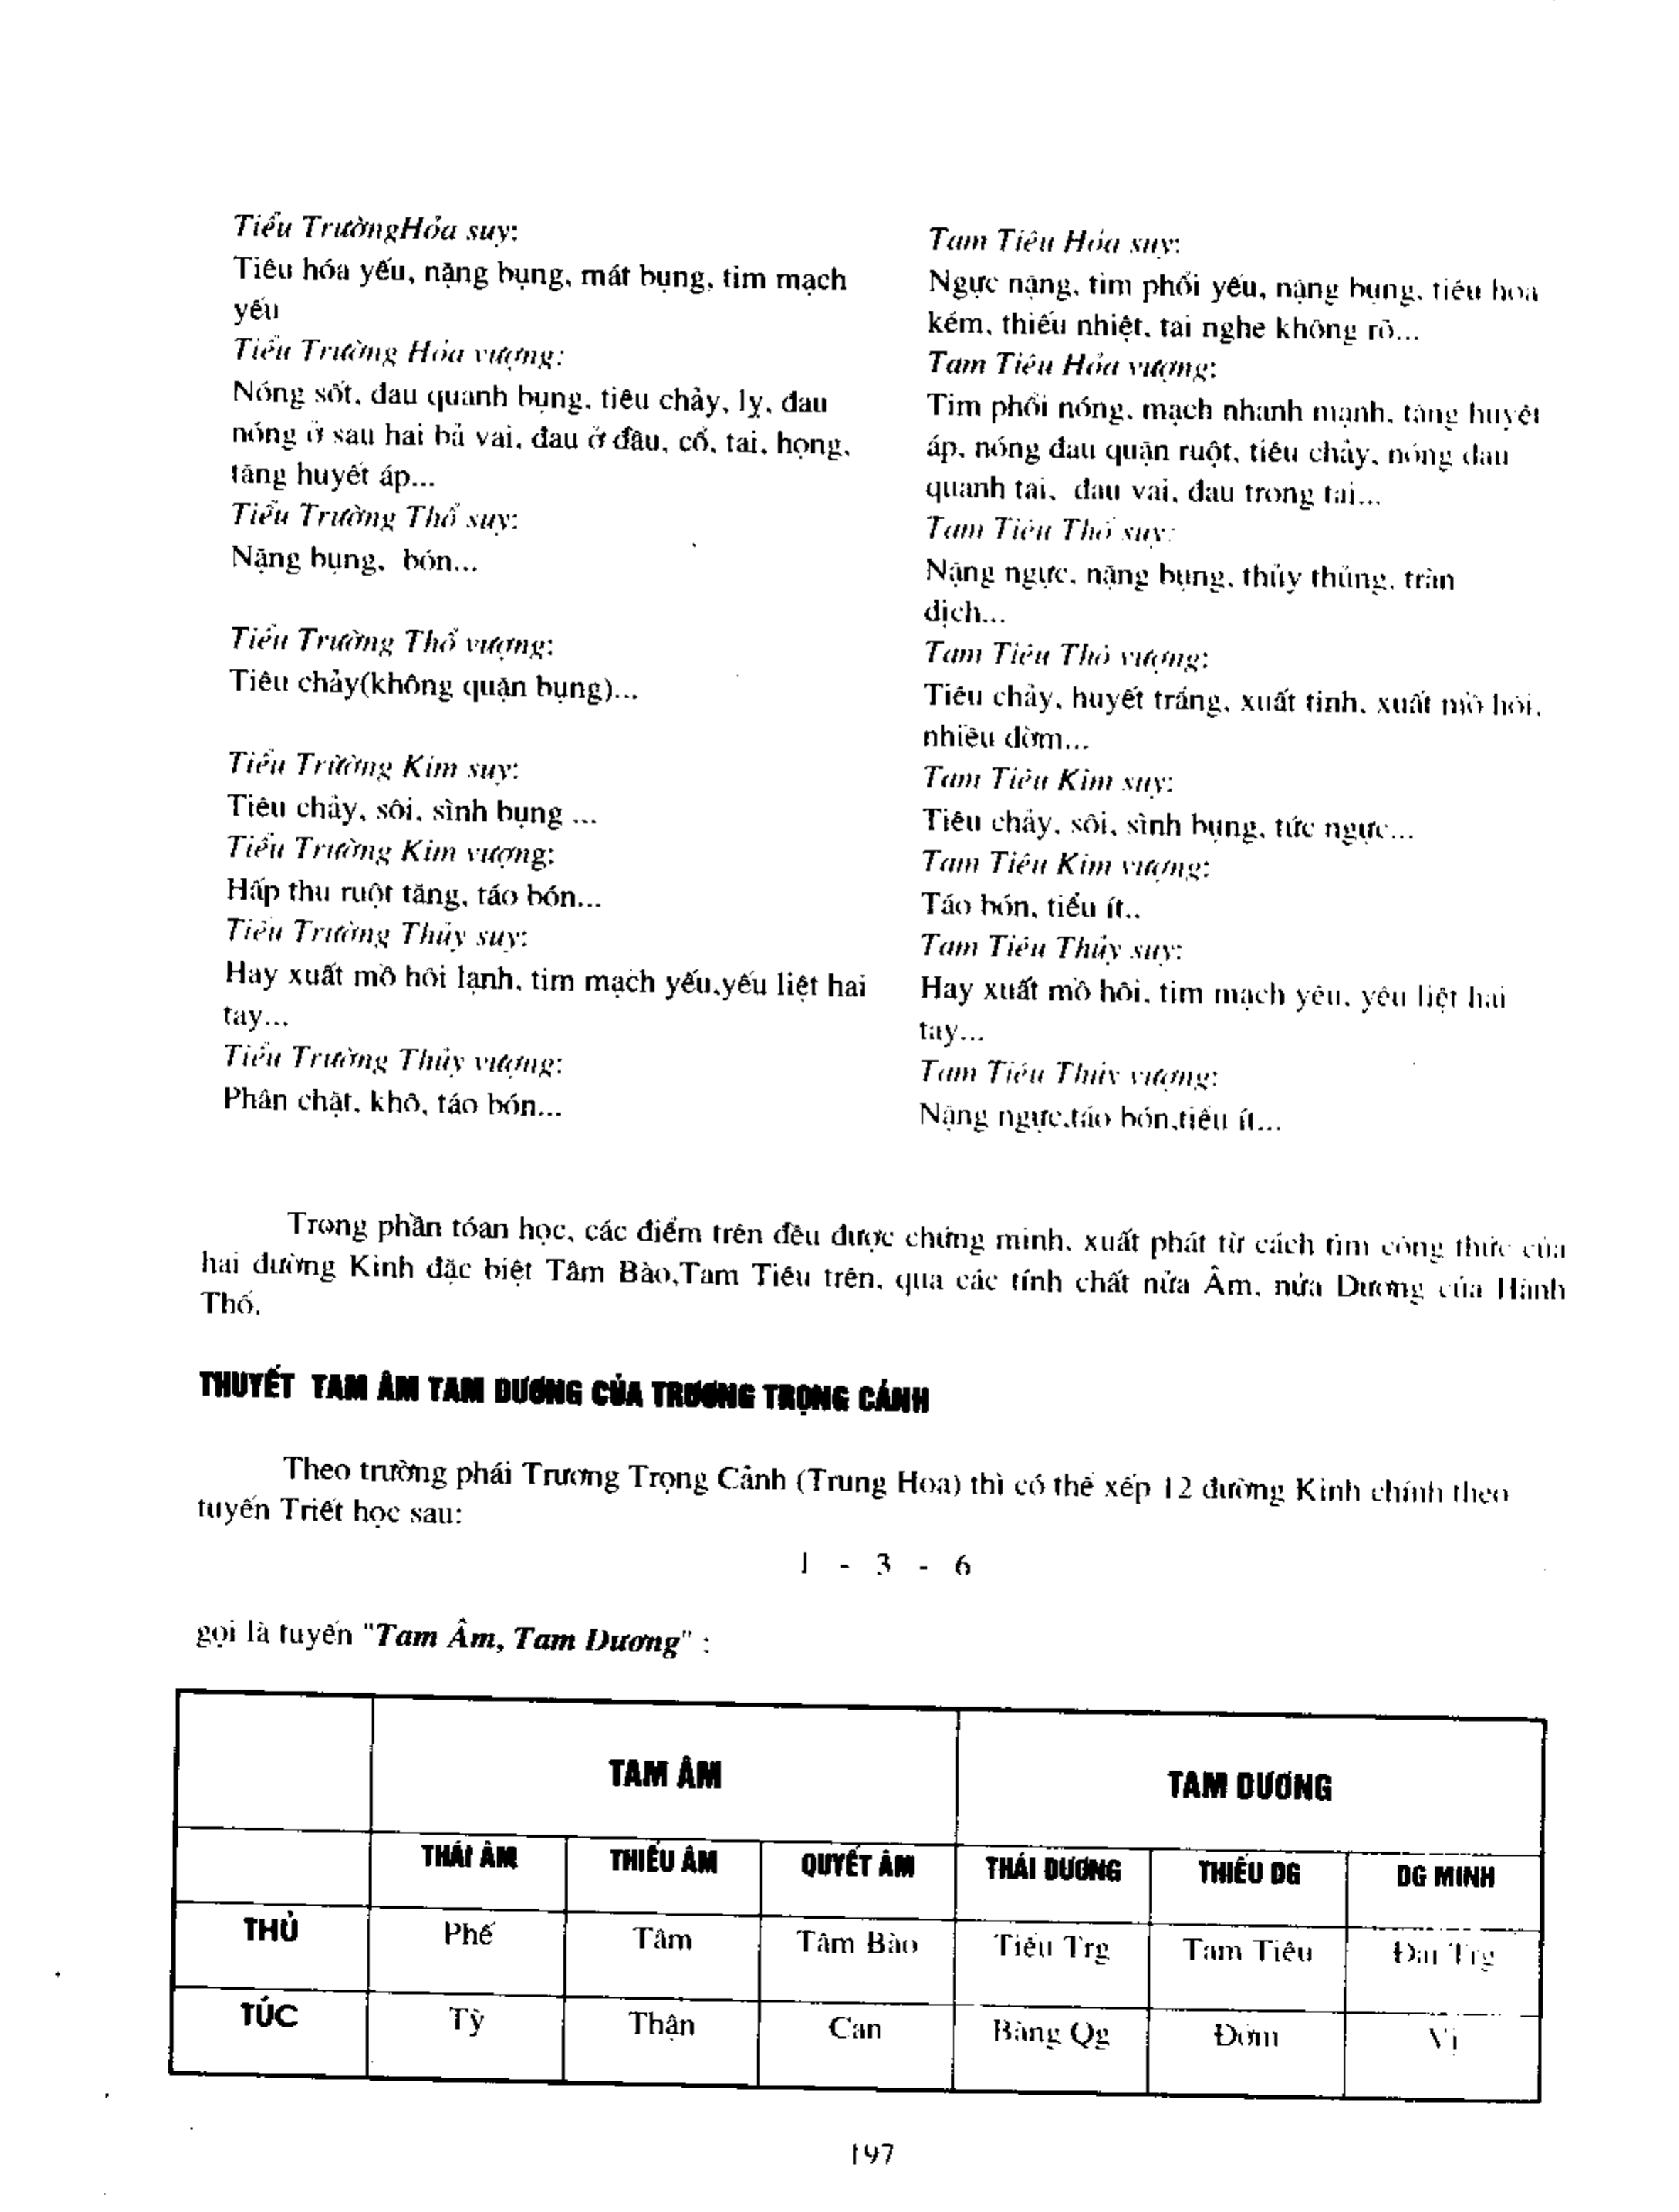 Tiểu TrườngHỏa suy:
Tiêu hóa yếu, nặng bụng, mát bụng, tim mạch
yếu
Tiểu Trường Hỏa vượng:
Nóng sốt, đau quanh bụng, tiêu chảy, lỵ, đau
nóng ở sau hai bả vai, đau ở đầu, cổ, tai, họng,
tăng huyết áp...
Tiểu Trường Thổ suy:
Nặng bụng, bón...
Tiểu Trường Thổ vượng:
Tiêu chảy(không quặn bụng)...
Tiểu Trường Kim suy:
Tiêu chảy, sôi, sình bụng ...
Tiểu Trường Kim vượng:
Hấp thu ruột tăng, táo bón...
Tiểu Trường Thủy suy:
Hay xuất mồ hôi lạnh, tim mạch yếu,yếu liệt hai
tay...
Tiểu Trường Thủy vượng:
Phân chặt, khô, táo bón...
Tam Tiêu Hỏa suy:
Ngực nặng, tim phổi yếu, nặng bụng, tiêu hóa
kém, thiếu nhiệt, tai nghe không rõ...
Tam Tiêu Hỏa vượng:
Tim phổi nóng, mạch nhanh mạnh, tăng huyết
áp, nóng đau quặn ruột, tiêu chảy, nóng đau
quanh tai, đau vai, đau trong tai...
Tam Tiêu Thổ suy:
Nặng ngực, nặng bụng, thủy thũng, tràn
dịch...
Tam Tiêu Thổ vượng:
Tiêu chảy, huyết trắng, xuất tinh, xuất mồ hôi,
nhiều đờm...
Tam Tiêu Kim suy:
Tiêu chảy, sôi, sình bụng, tức ngực...
Tam Tiêu Kim vượng:
Táo bón, tiểu ít..
Tam Tiêu Thủy suy:
Hay xuất mồ hôi, tim mạch yếu, yếu liệt hai
tay...
Tam Tiêu Thủy vượng:
Nặng ngực,táo bón,tiểu ít...
Trong phần tóan học, các điểm trên đều được chứng minh, xuất phát từ cách tìm công thức của
hai đường Kinh đặc biệt Tâm Bào,Tam Tiêu trên, qua các tính chất nửa Âm, nửa Dương của Hành
Thổ.
THUYẾT TAM ÂM TAM DƯƠNG CỦA TRƯƠNG TRỌNG CẢNH
Theo trường phái Trương Trọng Cảnh (Trung Hoa) thì có thể xếp 12 đường Kinh chính theo
tuyến Triết học sau:
1 - 3 - 6
gọi là tuyến "Tam Âm, Tam Dương" :
TAM ÂM TAM DƯƠNG
THÁI ÂM THIẾU ÂM QUYẾT ÂM THÁI DƯƠNG THIẾU DG DG MINH
THỦ Phế Tâm Tâm Bào Tiểu Trg Tam Tiêu Đại Trg
TÚC Tỳ Thận Can Bàng Qg Đởm Vị
197